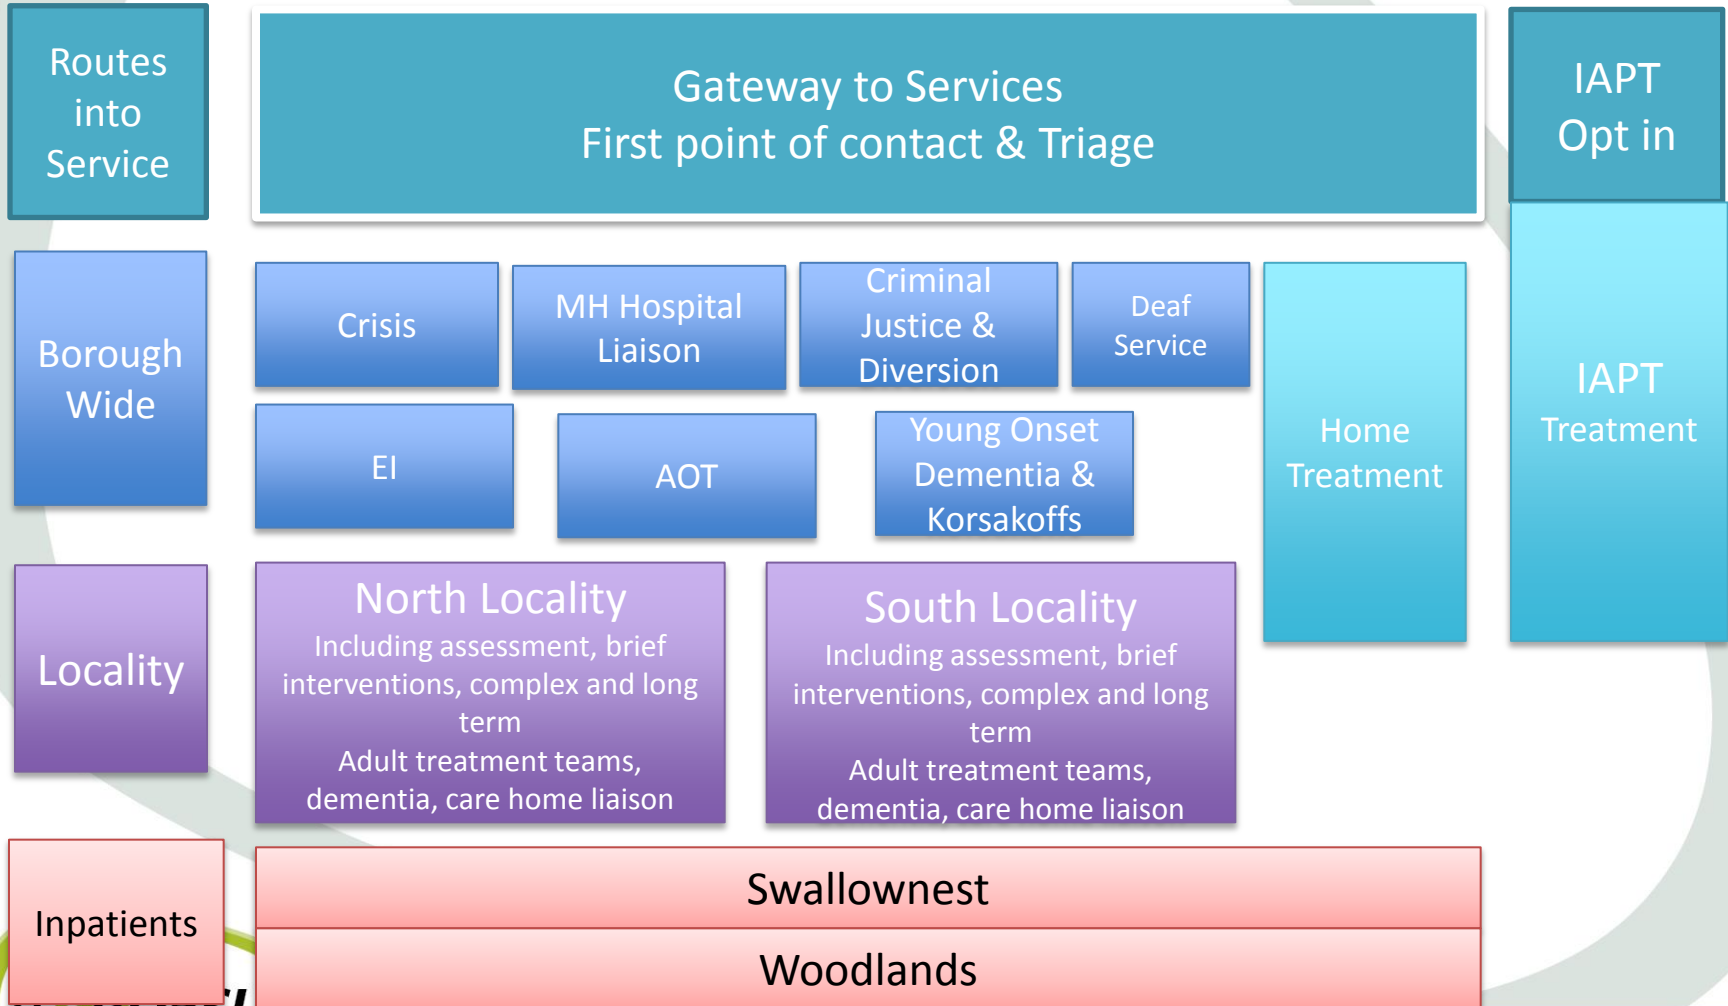 Routes
into
Service
Gateway to Services
First point of contact & Triage
IAPT
Opt in
Borough
Wide
Crisis
MH Hospital
Liaison
Criminal
Justice &
Diversion
Deaf
Service
Home
Treatment
IAPT
Treatment
EI
AOT
Young Onset
Dementia &
Korsakoffs
Locality
North Locality
Including assessment, brief
interventions, complex and long
term
Adult treatment teams,
dementia, care home liaison
South Locality
Including assessment, brief
interventions, complex and long
term
Adult treatment teams,
dementia, care home liaison
Inpatients
Swallownest
Woodlands